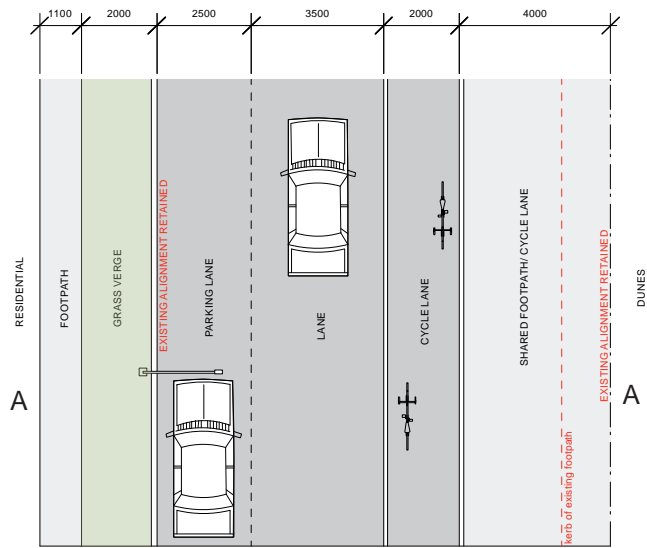 1100
2000
2500
3500
2000
4000
RESIDENTIAL
FOOTPATH
GRASS VERGE
EXISTING ALIGNMENT RETAINED
PARKING LANE
LANE
CYCLE LANE
SHARED FOOTPATH/ CYCLE LANE
kerb of existing footpath
EXISTING ALIGNMENT RETAINED
DUNES
A
A